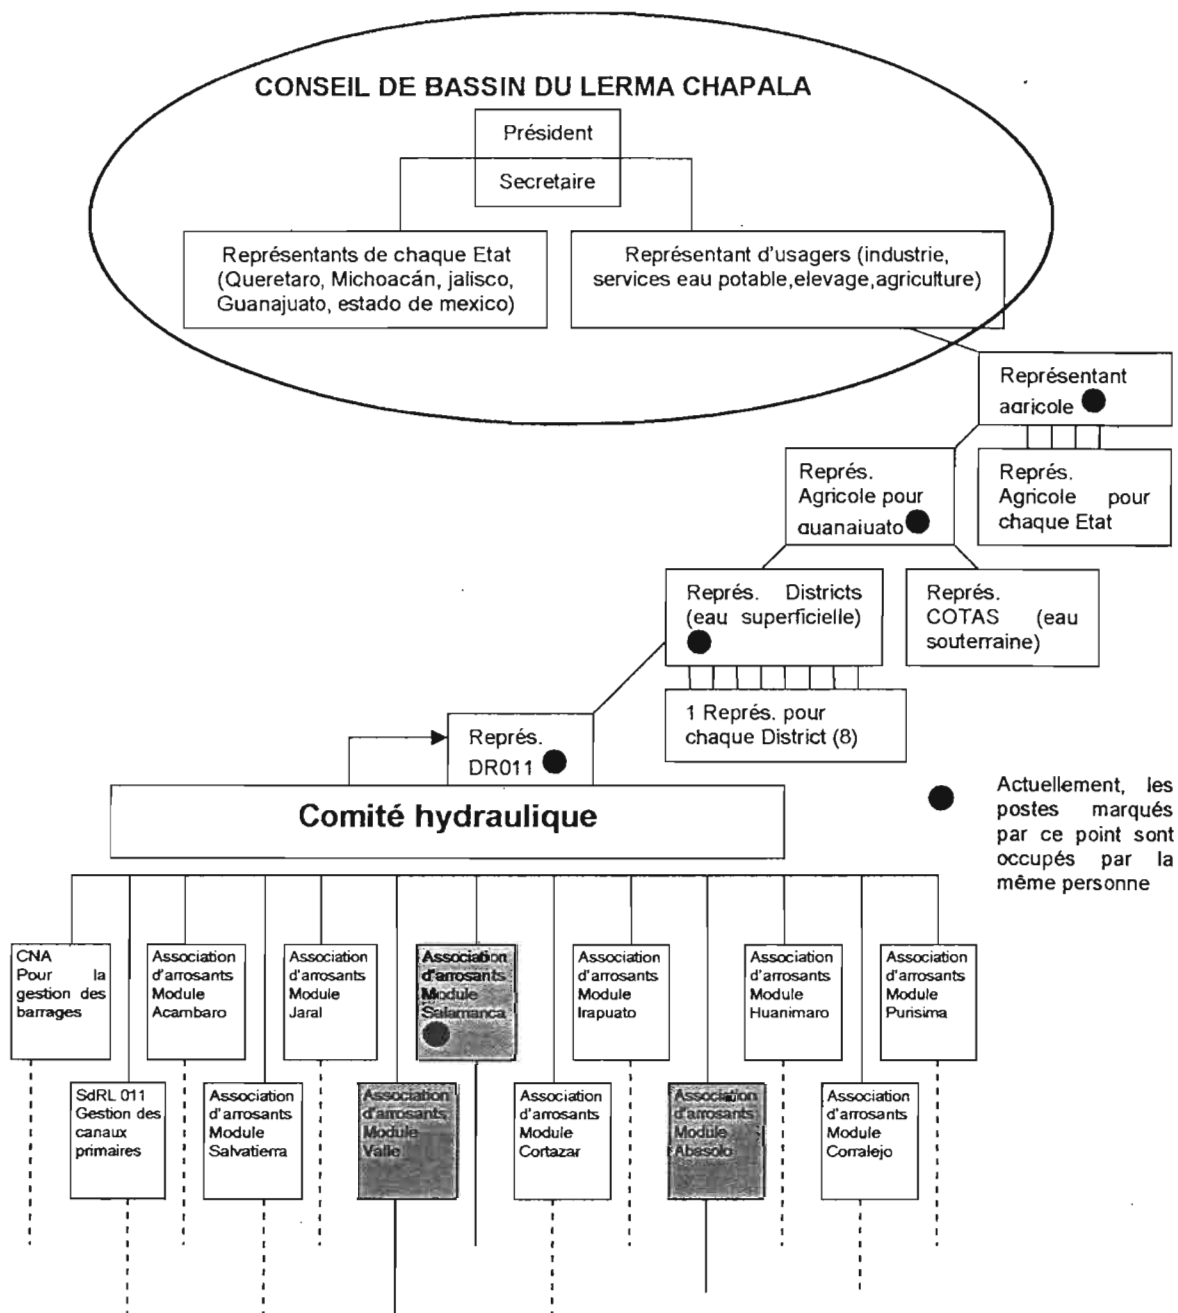 CONSEIL DE BASSIN DU LERMA CHAPALA
Président
Secretaire
Représentants de chaque Etat
(Queretaro, Michoacán, jalisco,
Guanajuato, estado de mexico)
Représentant d'usagers (industrie,
services eau potable,elevage,agriculture)
Représentant
agricole
Représ.
Agricole pour
guanajuato
Représ.
Agricole pour
chaque Etat
Représ. Districts
(eau superficielle)
Représ.
COTAS (eau
souterraine)
1 Représ. pour
chaque District (8)
Représ.
DR011
Comité hydraulique
Actuellement, les
postes marqués
par ce point sont
occupés par la
même personne
CNA
Pour la
gestion des
barrages
Association
d'arrosants
Module
Acambaro
Association
d'arrosants
Module
Jaral
Association
d'arrosants
Module
Salamanca
Association
d'arrosants
Module
Irapuato
Association
d'arrosants
Module
Huanimaro
Association
d'arrosants
Module
Purisima
SdRL 011
Gestion des
canaux
primaires
Association
d'arrosants
Module
Salvatierra
Association
d'arrosants
Module
Valle
Association
d'arrosants
Module
Cortazar
Association
d'arrosants
Module
Abasolo
Association
d'arrosants
Module
Corralejo